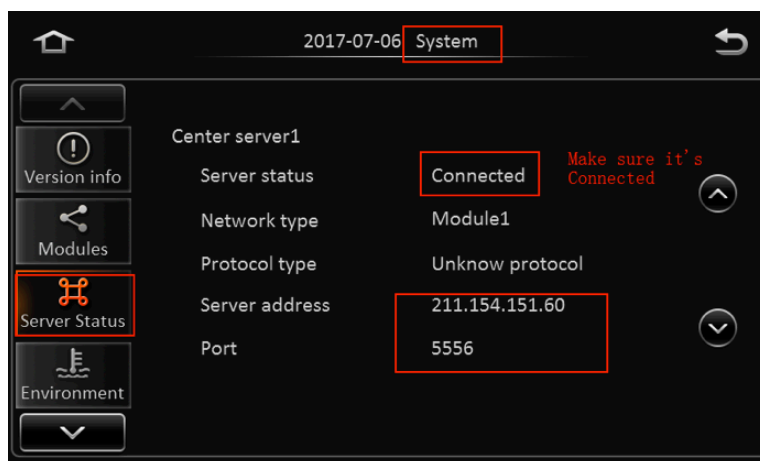 2017-07-06 System
Version info
Modules
Server Status
Environment
Center server1
Server status Connected
Make sure it's
Connected
Network type Module1
Protocol type Unknow protocol
Server address 211.154.151.60
Port 5556